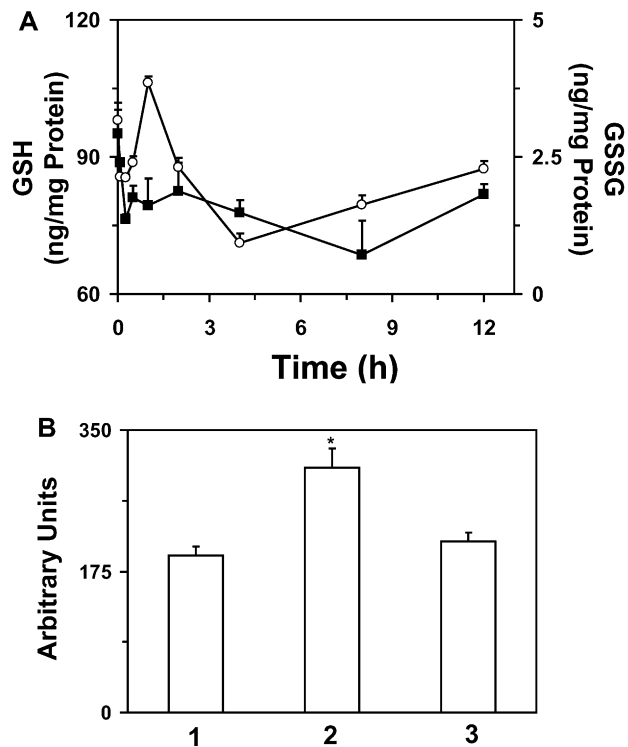 A
120
90
60
GSH
(ng/mg Protein)
5
2.5
0
GSSG
(ng/mg Protein)
0 3 6 9 12
Time (h)
B
350
175
0
Arbitrary Units
*
1 2 3